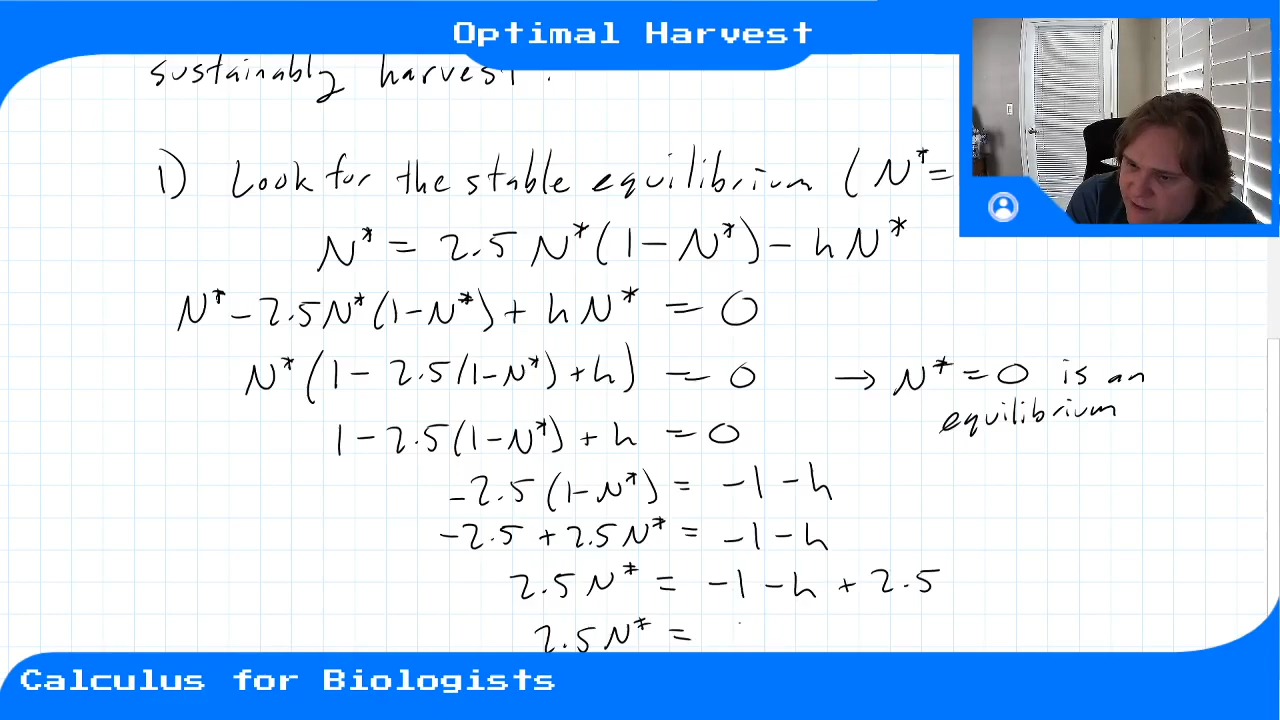 Optimal Harvest
sustainably harvest.
1) Look for the stable equilibrium (N*=
N* = 2.5 N*(1-N*) - hN*
N* - 2.5N*(1-N*) + hN* = 0
N*(1 - 2.5(1-N*) + h) = 0 → N* = 0 is an
equilibrium
1 - 2.5(1-N*) + h = 0
-2.5(1-N*) = -1 - h
-2.5 + 2.5N* = -1 - h
2.5N* = -1 - h + 2.5
2.5N* =
Calculus for Biologists